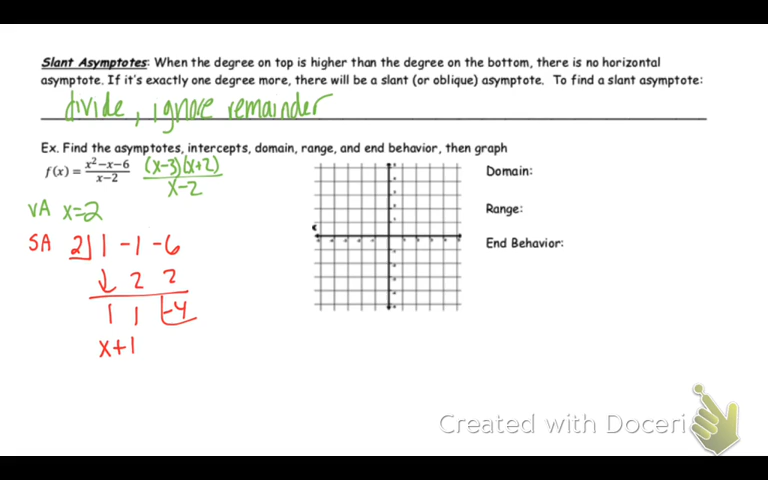 Slant Asymptotes: When the degree on top is higher than the degree on the bottom, there is no horizontal
asymptote. If it's exactly one degree more, there will be a slant (or oblique) asymptote. To find a slant asymptote:
divide, ignore remainder
Ex. Find the asymptotes, intercepts, domain, range, and end behavior, then graph
f(x) = (x²-x-6)/(x-2) ((x-3)(x+2))/(x-2)
Domain:
VA x=2
Range:
SA 2| 1 -1 -6
End Behavior:
↓ 2 2
1 1 |-4
x+1
Created with Doceri